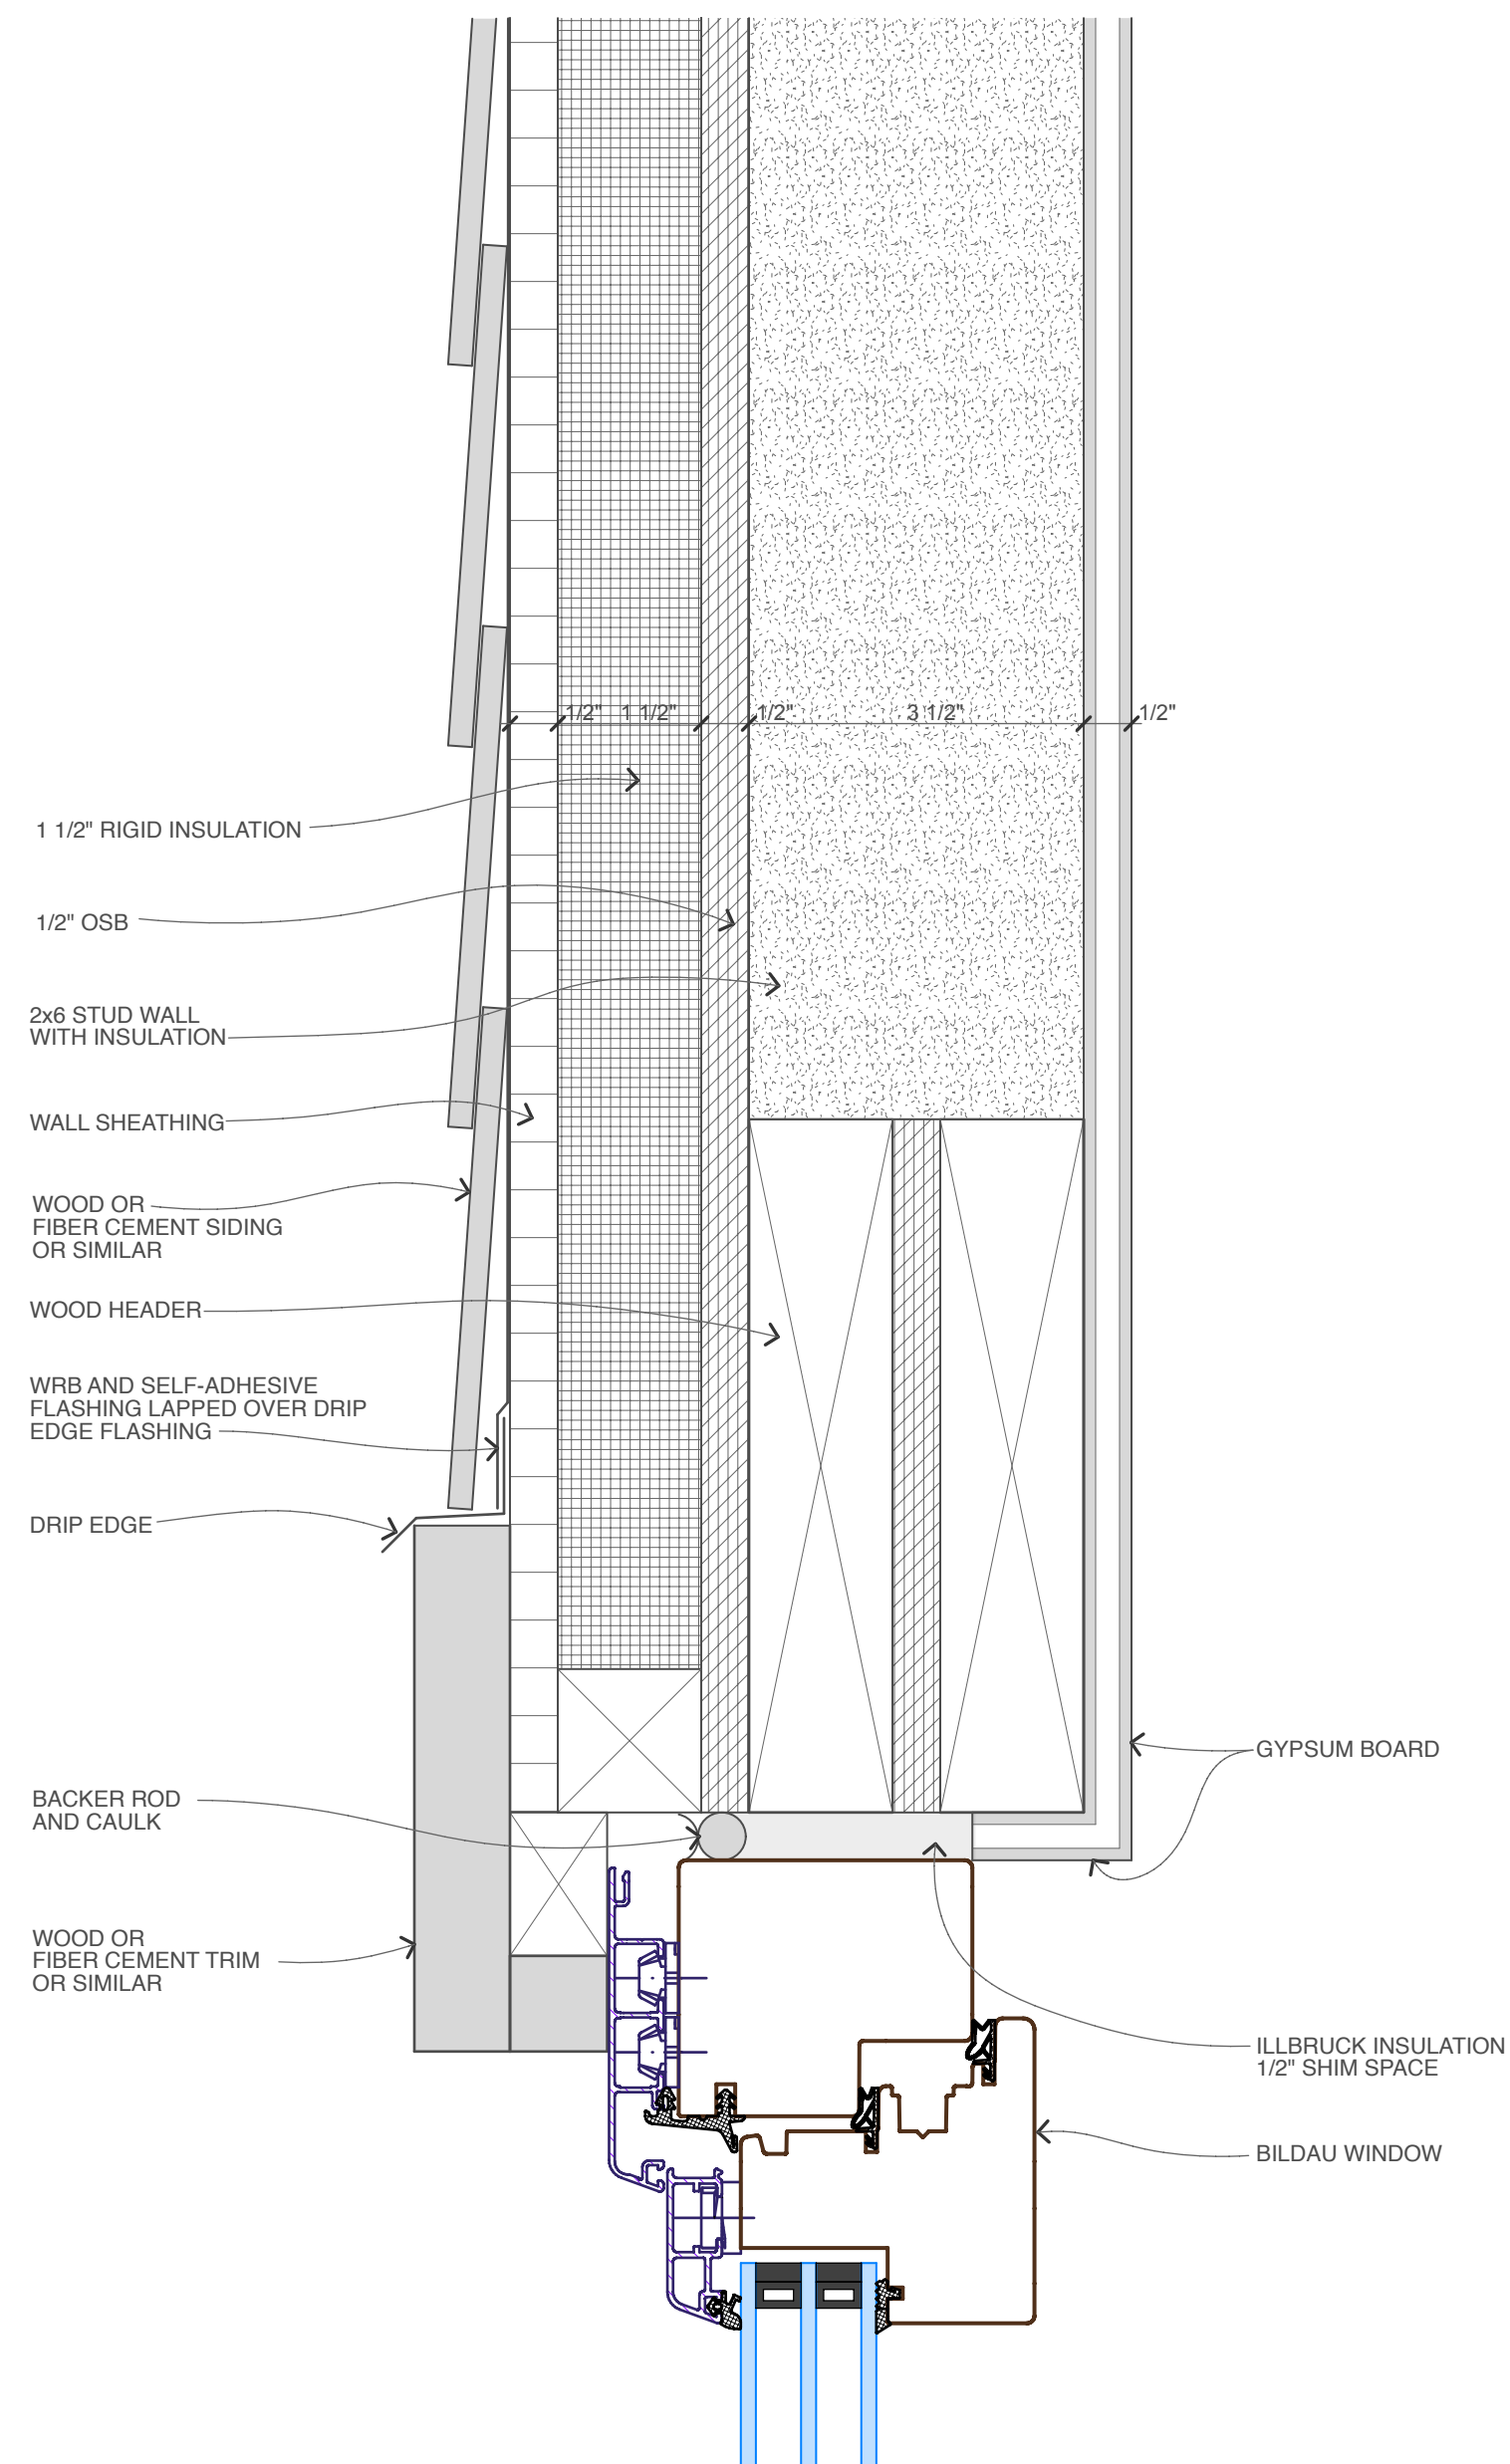 1/2" 1 1/2" 1/2" 3 1/2" 1/2"
1 1/2" RIGID INSULATION
1/2" OSB
2x6 STUD WALL
WITH INSULATION
WALL SHEATHING
WOOD OR
FIBER CEMENT SIDING
OR SIMILAR
WOOD HEADER
WRB AND SELF-ADHESIVE
FLASHING LAPPED OVER DRIP
EDGE FLASHING
DRIP EDGE
GYPSUM BOARD
BACKER ROD
AND CAULK
WOOD OR
FIBER CEMENT TRIM
OR SIMILAR
ILLBRUCK INSULATION
1/2" SHIM SPACE
BILDAU WINDOW